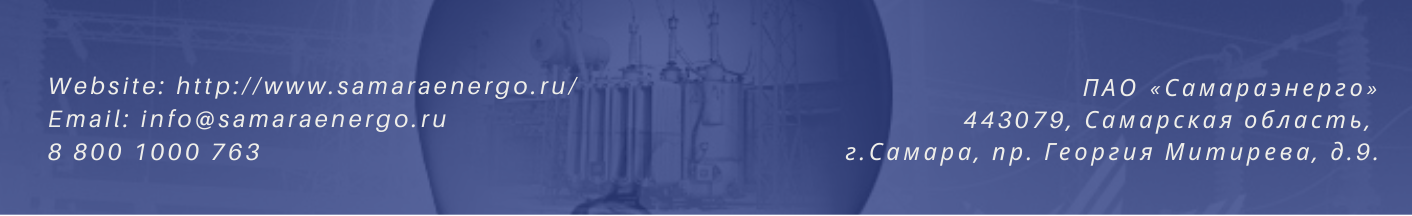 Website: http://www.samaraenergo.ru/
Email: info@samaraenergo.ru
8 800 1000 763
ПАО «Самараэнерго»
443079, Самарская область,
г.Самара, пр. Георгия Митирева, д.9.